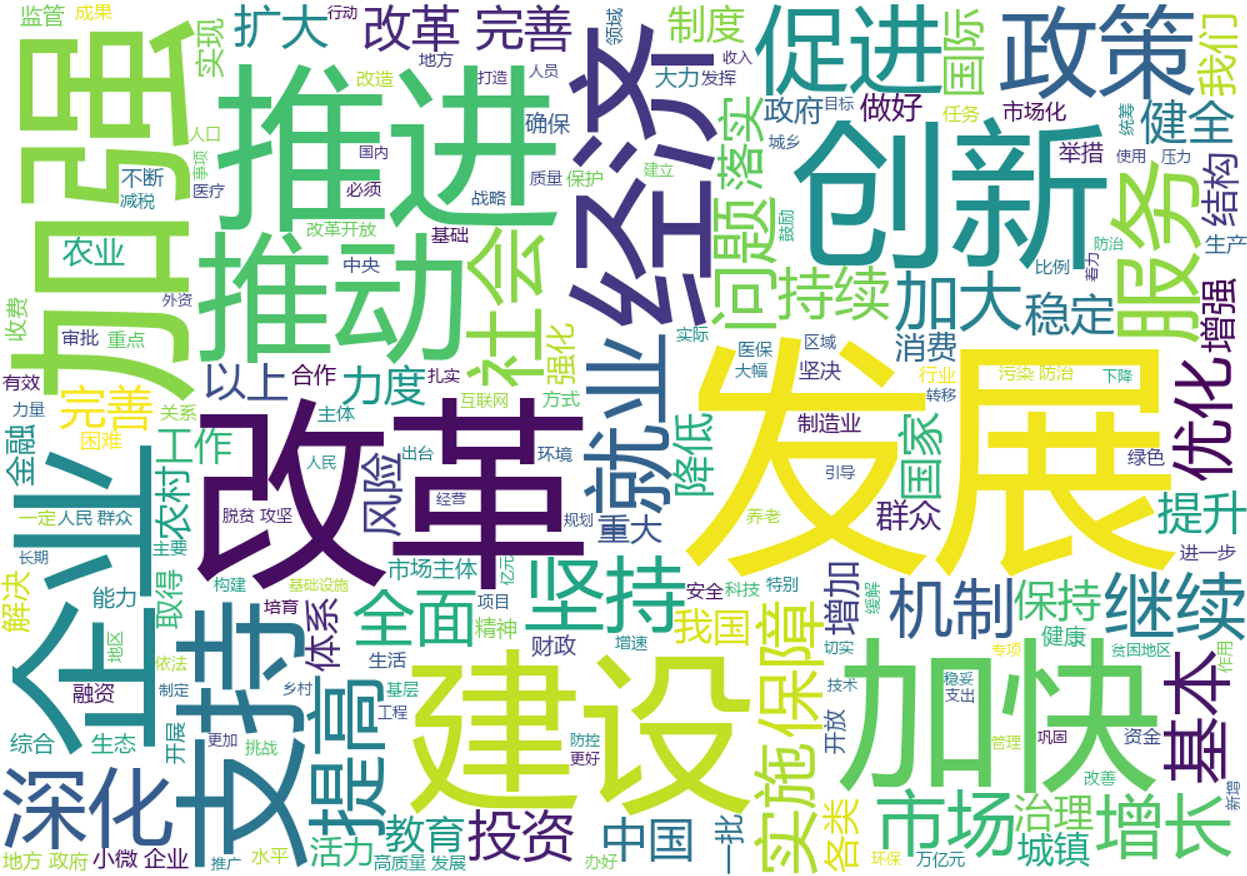 监管
成果
扩大
改革 完善
行动
领域
制度
促进
国际
政策
我们
加强
实现
地方
改造
打造
人员
大力
发挥
收入
推进
经济
人口
事项
国内
确保
政府
目标
做好
任务
市场化
统筹
健全
落实
城乡
创新
举措
使用
压力
不断
减税
医疗
必须
战略
质量
保护
建立
服务
结构
改革开放
基础
问题
鼓励
农业
推动
中央
社会
持续
比例
着力
防治
生产
外资
加大
稳定
增强
收费
审批
重点
强化
实际
消费
医保
大幅
区域
坚决
发展
行业
转移
污染 防治
下降
有效
以上
合作
力度
扎实
互联网
方式
就业
力量
完善
关系
主体
制造业
优化
金融
困难
工作
改革
人民
风险
出台
环境
降低
国家
绿色
引导
企业
农村
经营
一定
人民 群众
脱贫 攻坚
规划
重大
养老
群众
提升
长期
主要
进一步
解决
能力
取得
构建
基础设施
市场主体
亿元
坚持
安全
科技
特别
缓解
增加
机制
保持
继续
地区
支持
培育
体系
全面
精神
项目
财政
增速
我国
保障
切实
健康
贫困地区
作用
融资
依法
制定
乡村
生活
基层
建设
技术
加快
专项
稳妥
支出
基本
综合
生态
开展
更加
挑战
提高
工程
防控
更好
实施
开放
管理
巩固
资金
改善
新增
深化
教育
投资
中国
一批
各类
市场
治理
增长
地方 政府
小微 企业
推广
水平
活力
高质量 发展
办好
环保
万亿元
城镇